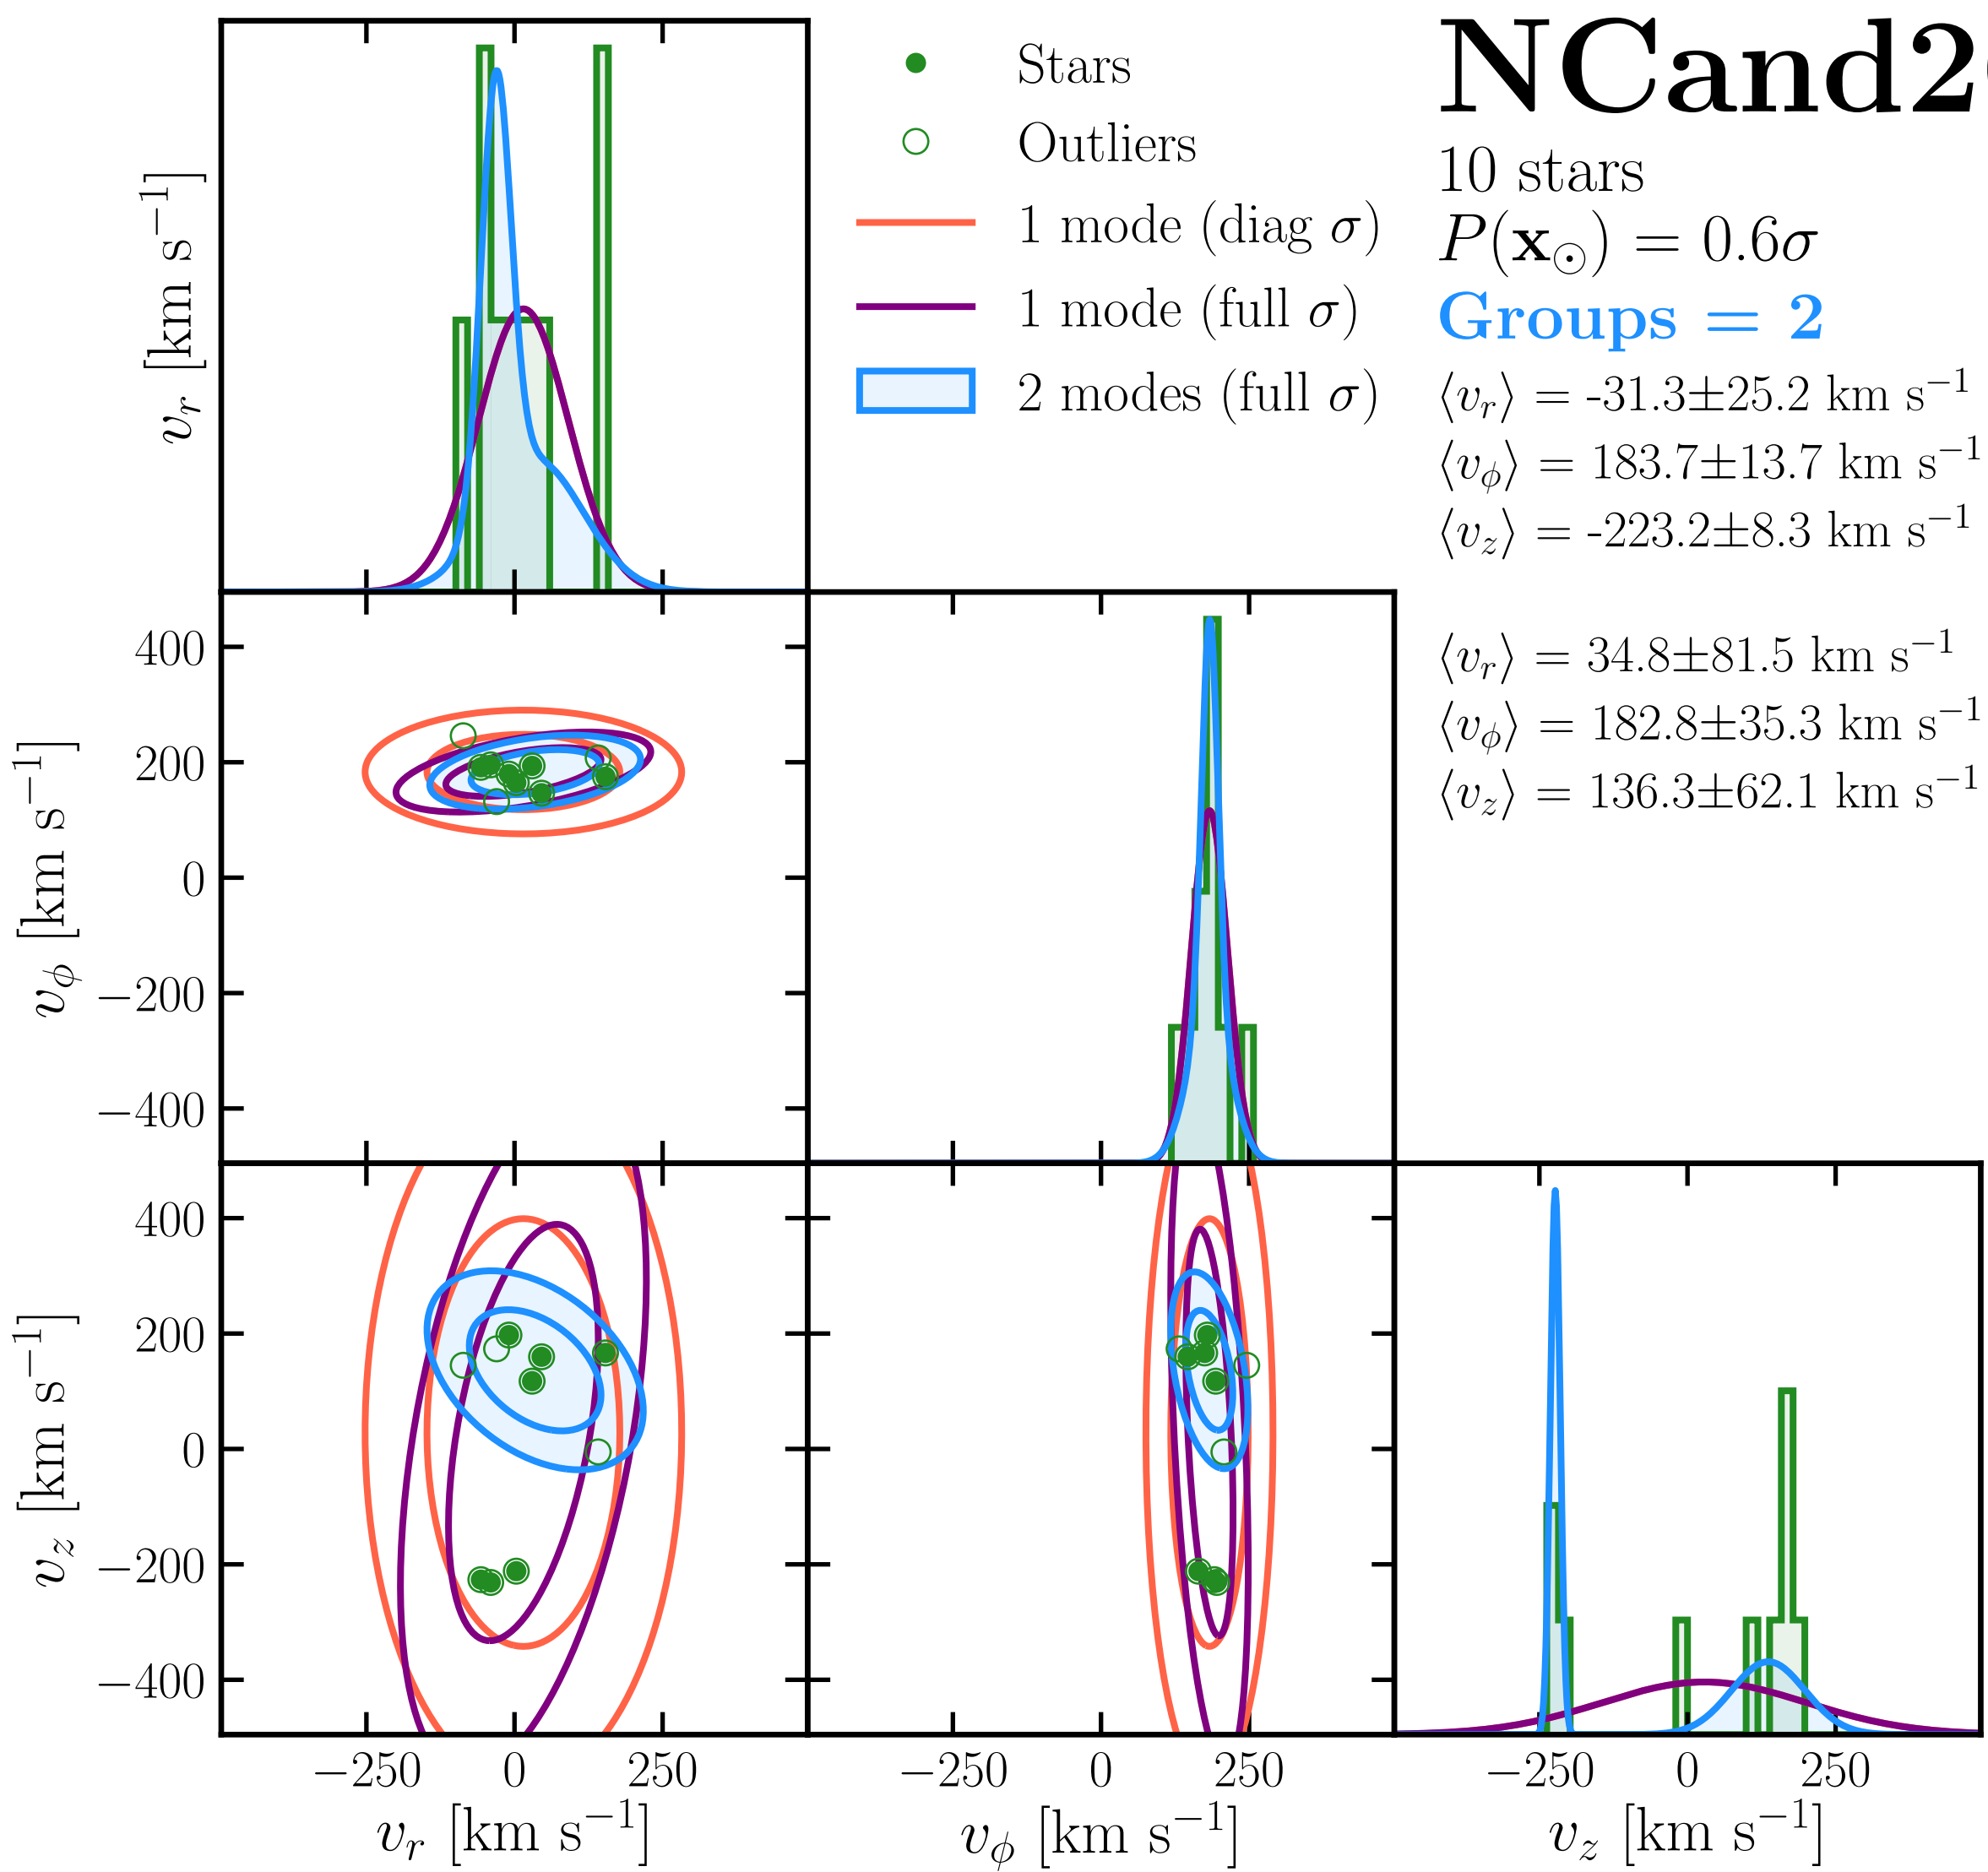 NCand2
Stars
Outliers
1 mode (diag σ)
1 mode (full σ)
2 modes (full σ)
10 stars
P(x⊙) = 0.6σ
Groups = 2
⟨v_r⟩ = -31.3±25.2 km s⁻¹
⟨v_ϕ⟩ = 183.7±13.7 km s⁻¹
⟨v_z⟩ = -223.2±8.3 km s⁻¹
⟨v_r⟩ = 34.8±81.5 km s⁻¹
⟨v_ϕ⟩ = 182.8±35.3 km s⁻¹
⟨v_z⟩ = 136.3±62.1 km s⁻¹
v_r [km s⁻¹]
400
200
0
−200
−400
v_ϕ [km s⁻¹]
400
200
0
−200
−400
v_z [km s⁻¹]
−250 0 250
−250 0 250
−250 0 250
v_r [km s⁻¹]
v_ϕ [km s⁻¹]
v_z [km s⁻¹]